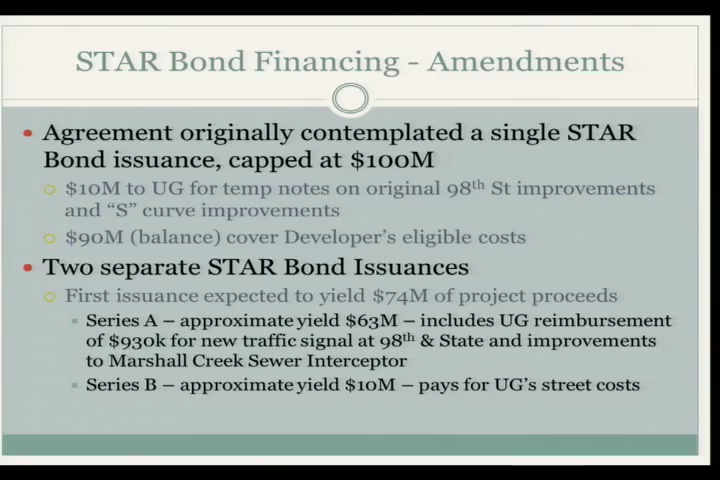 STAR Bond Financing - Amendments
• Agreement originally contemplated a single STAR
Bond issuance, capped at $100M
○ $10M to UG for temp notes on original 98th St improvements
and “S” curve improvements
○ $90M (balance) cover Developer’s eligible costs
• Two separate STAR Bond Issuances
○ First issuance expected to yield $74M of project proceeds
Series A – approximate yield $63M – includes UG reimbursement
of $930k for new traffic signal at 98th & State and improvements
to Marshall Creek Sewer Interceptor
Series B – approximate yield $10M – pays for UG’s street costs